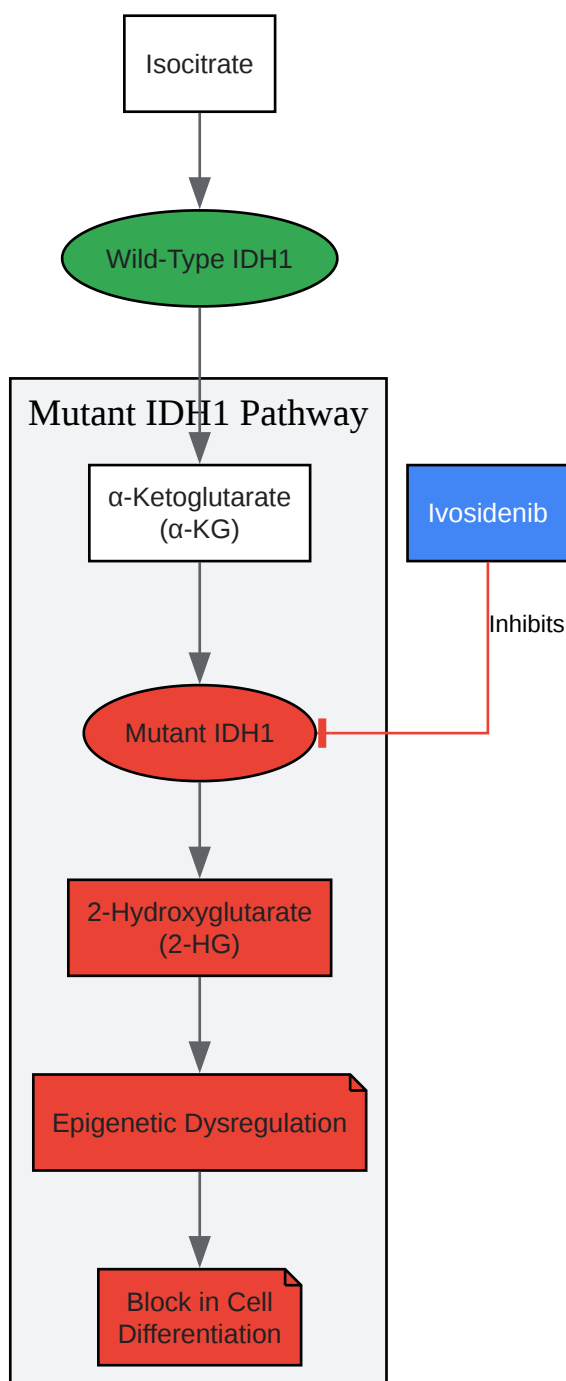 Isocitrate
Wild-Type IDH1
Mutant IDH1 Pathway
α-Ketoglutarate
(α-KG)
Ivosidenib
Inhibits
Mutant IDH1
2-Hydroxyglutarate
(2-HG)
Epigenetic Dysregulation
Block in Cell
Differentiation